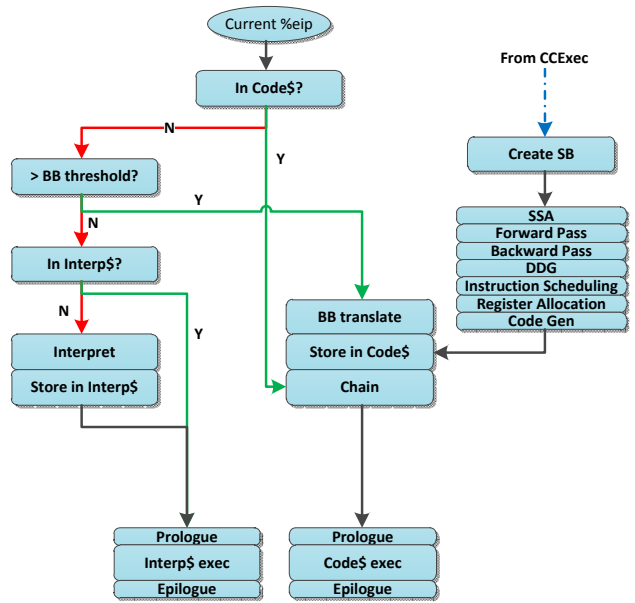 Current %eip
In Code$?
From CCExec
N
Y
Create SB
> BB threshold?
Y
N
SSA
Forward Pass
Backward Pass
DDG
Instruction Scheduling
Register Allocation
Code Gen
In Interp$?
N
Y
Interpret
Store in Interp$
BB translate
Store in Code$
Chain
Prologue
Interp$ exec
Epilogue
Prologue
Code$ exec
Epilogue